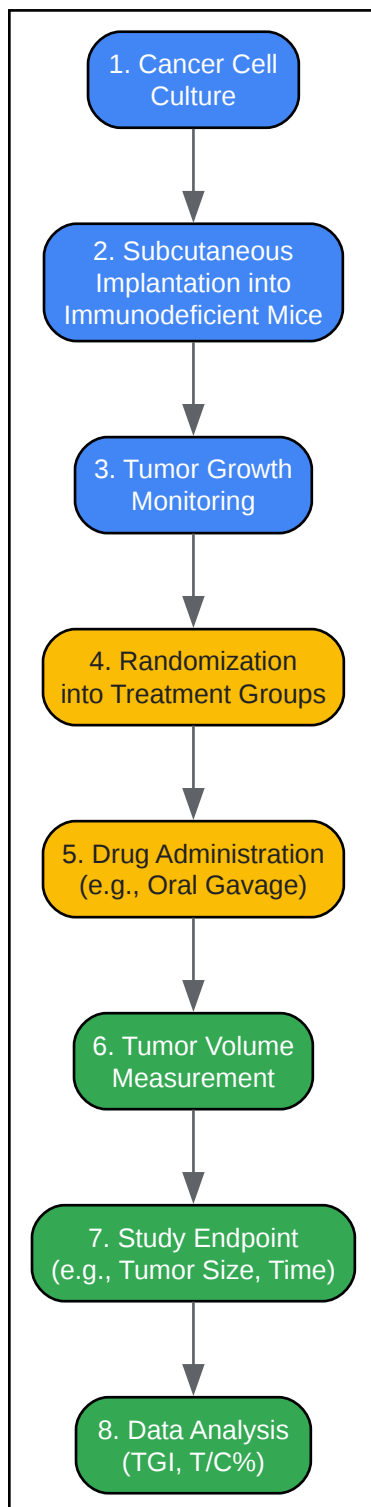 1. Cancer Cell
Culture
2. Subcutaneous
Implantation into
Immunodeficient Mice
3. Tumor Growth
Monitoring
4. Randomization
into Treatment Groups
5. Drug Administration
(e.g., Oral Gavage)
6. Tumor Volume
Measurement
7. Study Endpoint
(e.g., Tumor Size, Time)
8. Data Analysis
(TGI, T/C%)